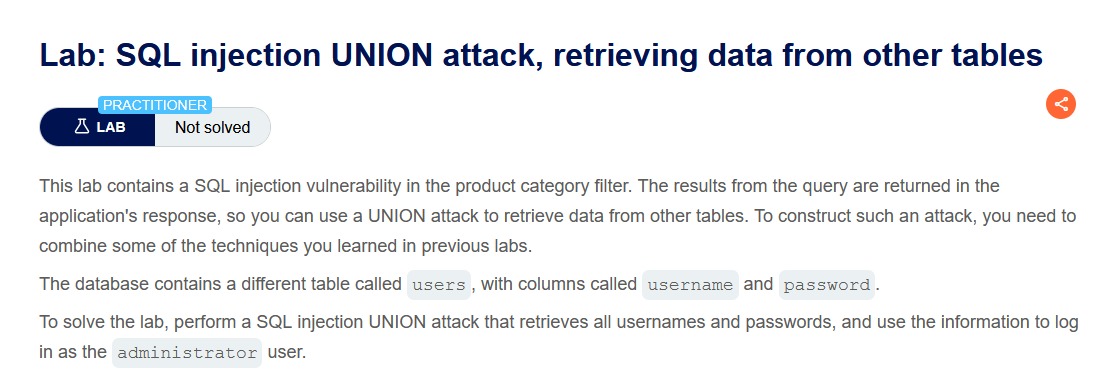 Lab: SQL injection UNION attack, retrieving data from other tables
PRACTITIONER
LAB Not solved
This lab contains a SQL injection vulnerability in the product category filter. The results from the query are returned in the
application's response, so you can use a UNION attack to retrieve data from other tables. To construct such an attack, you need to
combine some of the techniques you learned in previous labs.
The database contains a different table called users, with columns called username and password.
To solve the lab, perform a SQL injection UNION attack that retrieves all usernames and passwords, and use the information to log
in as the administrator user.